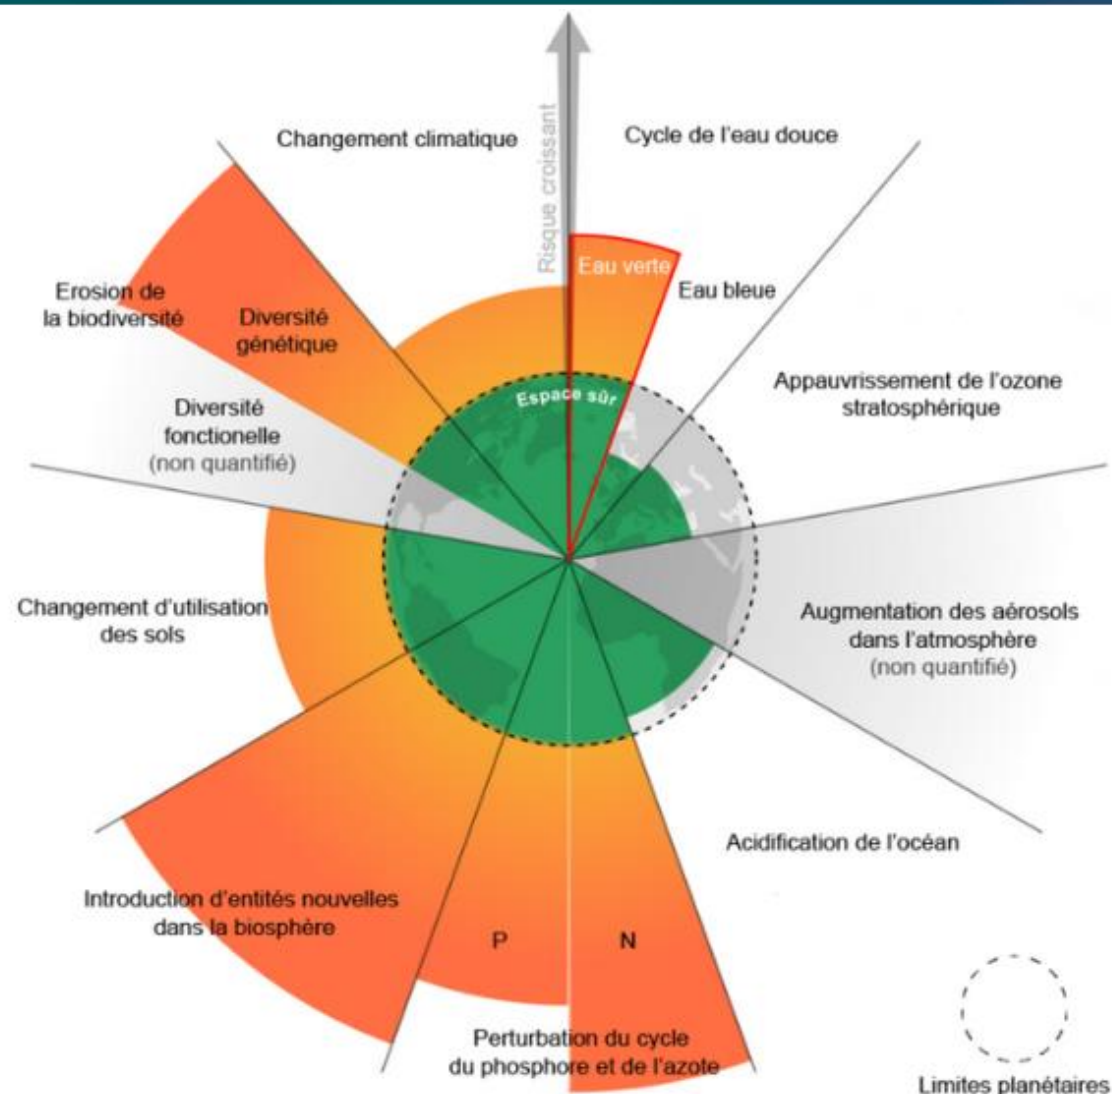 Risque croissant
Changement climatique
Cycle de l'eau douce
Eau verte
Eau bleue
Erosion de
la biodiversité
Diversité
génétique
Espace sûr
Appauvrissement de l'ozone
stratosphérique
Diversité
fonctionelle
(non quantifié)
Changement d'utilisation
des sols
Augmentation des aérosols
dans l'atmosphère
(non quantifié)
Acidification de l'océan
Introduction d'entités nouvelles
dans la biosphère
P
N
Perturbation du cycle
du phosphore et de l'azote
Limites planétaires